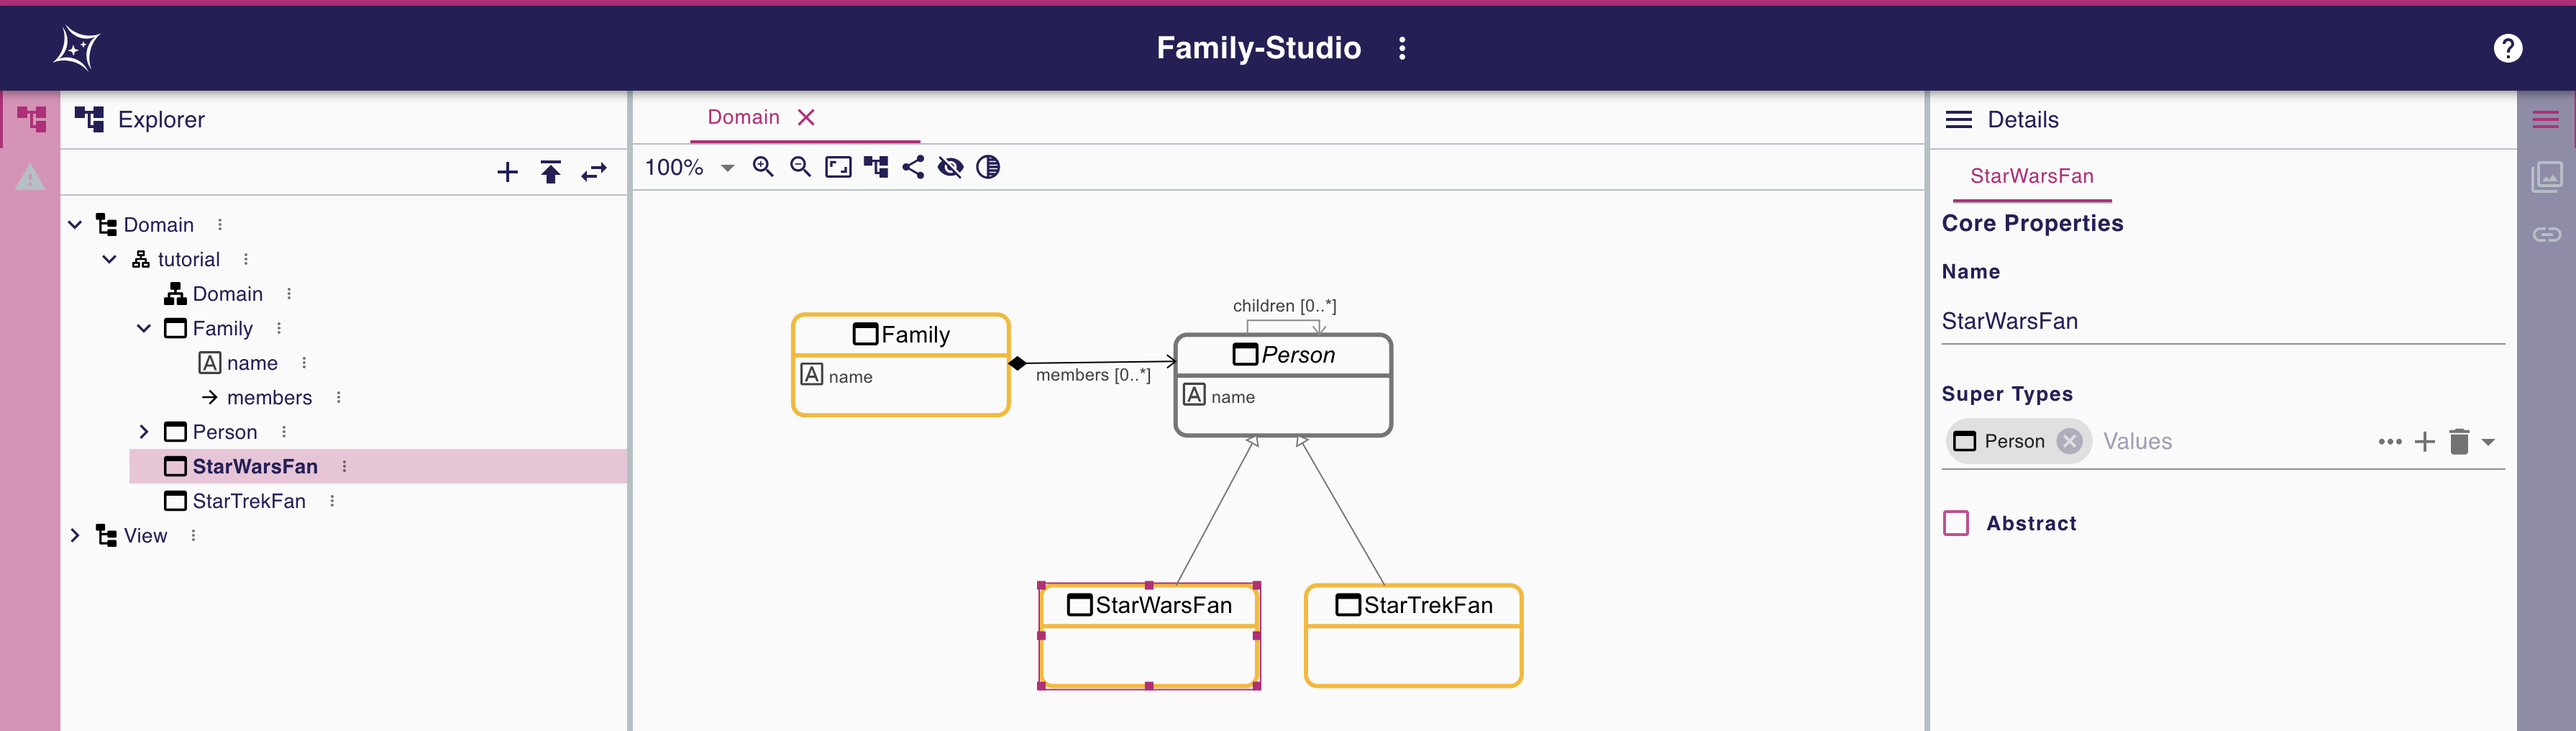 Family-Studio
Explorer
Domain
tutorial
Domain
Family
A name
members
Person
StarWarsFan
StarTrekFan
View
Domain
100%
children [0..*]
Family
A name
members [0..*]
Person
A name
StarWarsFan
StarTrekFan
Details
StarWarsFan
Core Properties
Name
StarWarsFan
Super Types
Person Values
Abstract